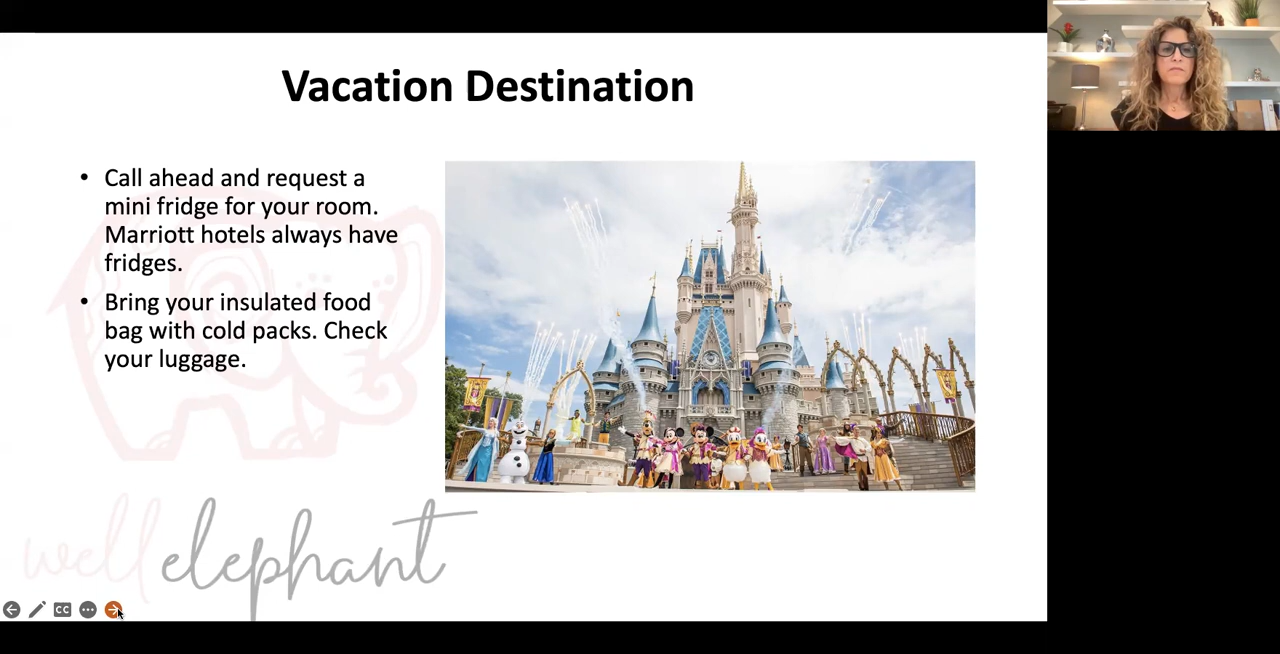 Vacation Destination
• Call ahead and request a
mini fridge for your room.
Marriott hotels always have
fridges.
• Bring your insulated food
bag with cold packs. Check
your luggage.
well elephant
CC